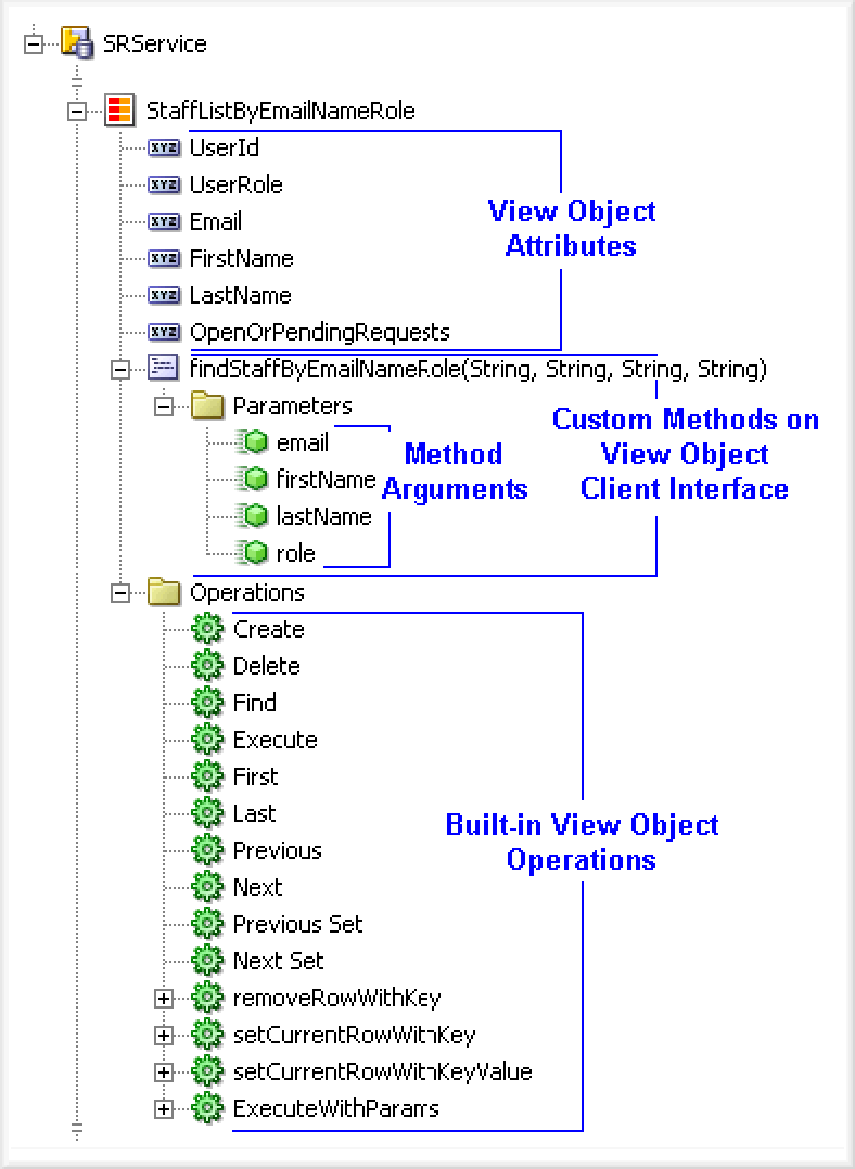 SRService
StaffListByEmailNameRole
UserId
UserRole
Email
FirstName
LastName
OpenOrPendingRequests
View Object
Attributes
findStaffByEmailNameRole(String, String, String, String)
Parameters
email
firstName
lastName
role
Method
Arguments
Custom Methods on
View Object
Client Interface
Operations
Create
Delete
Find
Execute
First
Last
Previous
Next
Previous Set
Next Set
removeRowWithKey
setCurrentRowWithKey
setCurrentRowWithKeyValue
ExecuteWithParams
Built-in View Object
Operations